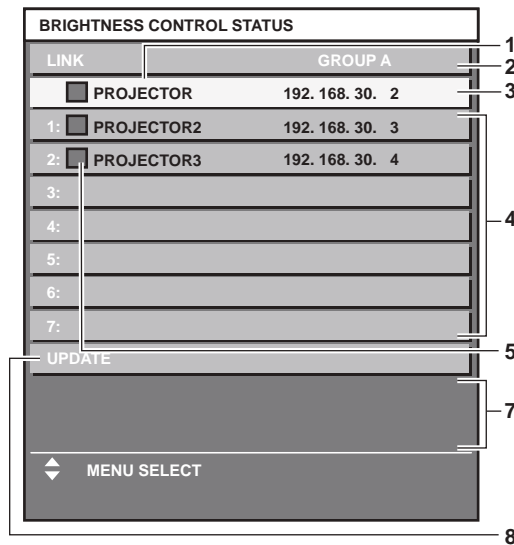 BRIGHTNESS CONTROL STATUS
1
LINK GROUP A
2
PROJECTOR 192. 168. 30. 2
3
1: PROJECTOR2 192. 168. 30. 3
2: PROJECTOR3 192. 168. 30. 4
3:
4:
4
5:
6:
7:
UPDATE
5
7
MENU SELECT
8